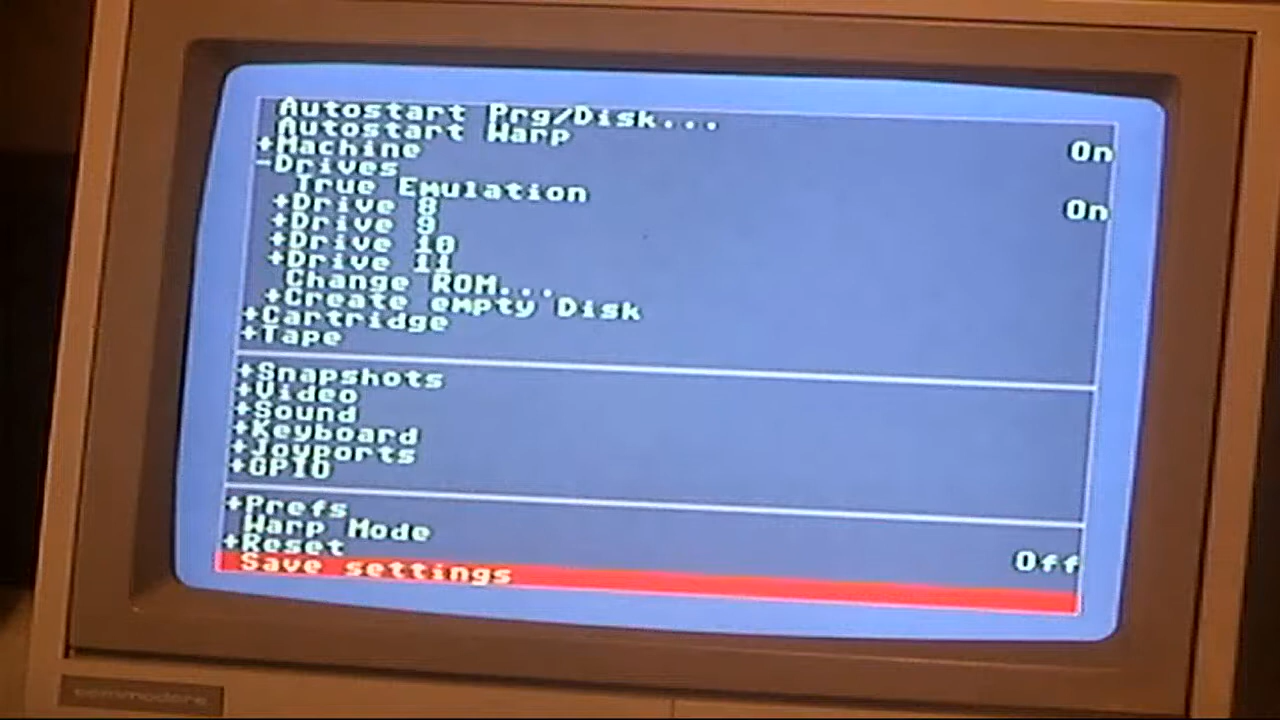 Autostart Prg/Disk...
Autostart Warp On
+Machine
-Drives
True Emulation On
+Drive 8
+Drive 9
+Drive 10
+Drive 11
Change ROM...
+Create empty Disk
+Cartridge
+Tape
+Snapshots
+Video
+Sound
+Keyboard
+Joyports
+GPIO
+Prefs
Warp Mode Off
+Reset
Save settings
commodore